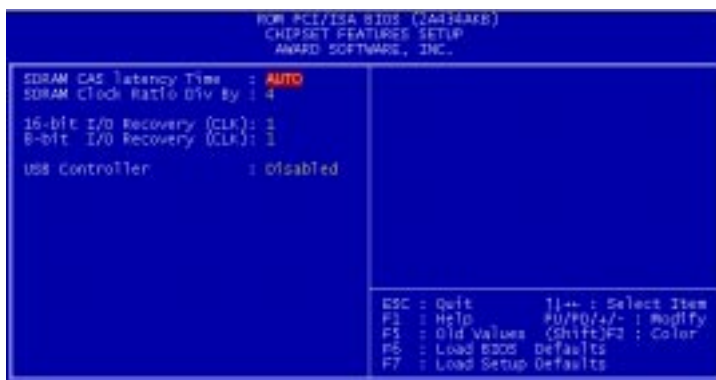 ROM PCI/ISA BIOS (2A434AKB)
CHIPSET FEATURES SETUP
AWARD SOFTWARE, INC.
SDRAM CAS latency Time : AUTO
SDRAM Clock Ratio Div By : 4
16-bit I/O Recovery (CLK): 1
8-bit I/O Recovery (CLK): 1
USB Controller : Disabled
ESC : Quit ↑↓→← : Select Item
F1 : Help PU/PD/+/- : Modify
F5 : Old Values (Shift)F2 : Color
F6 : Load BIOS Defaults
F7 : Load Setup Defaults